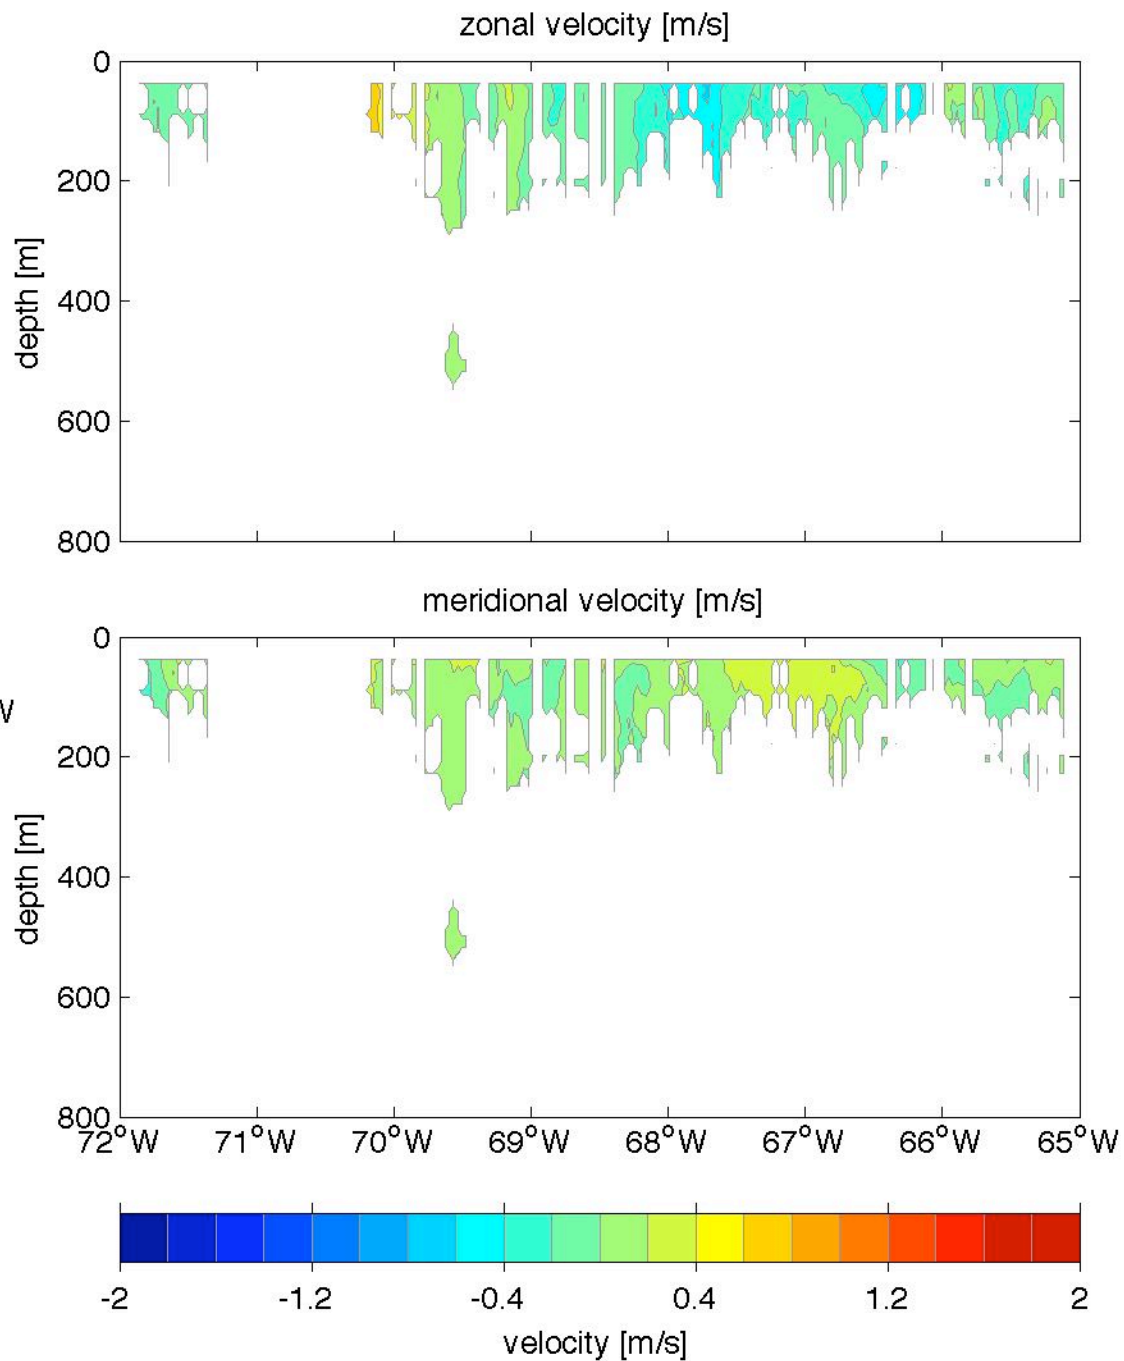 zonal velocity [m/s]
0
200
400
600
800
depth [m]
meridional velocity [m/s]
0
W
200
400
600
800
depth [m]
72°W 71°W 70°W 69°W 68°W 67°W 66°W 65°W
-2 -1.2 -0.4 0.4 1.2 2
velocity [m/s]